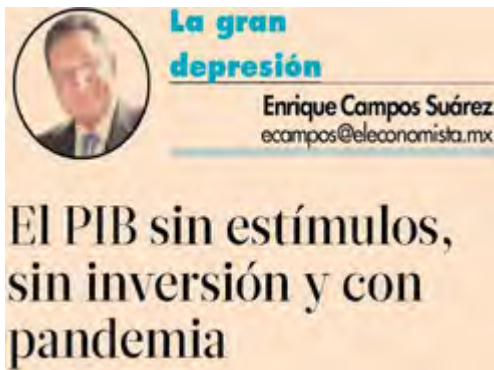 La gran
depresión
Enrique Campos Suárez
ecampos@eleconomista.mx
El PIB sin estímulos,
sin inversión y con
pandemia